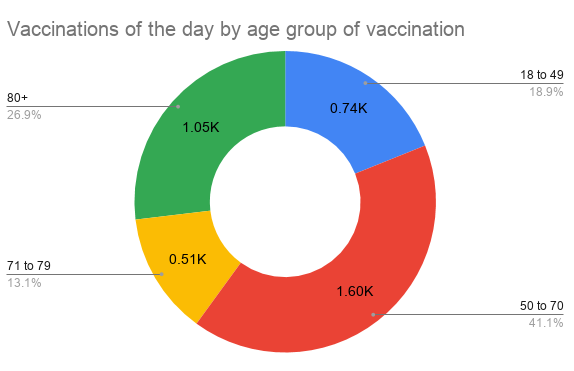 Vaccinations of the day by age group of vaccination
18 to 49
18.9%
80+
26.9%
0.74K
1.05K
0.51K
71 to 79
13.1%
1.60K
50 to 70
41.1%